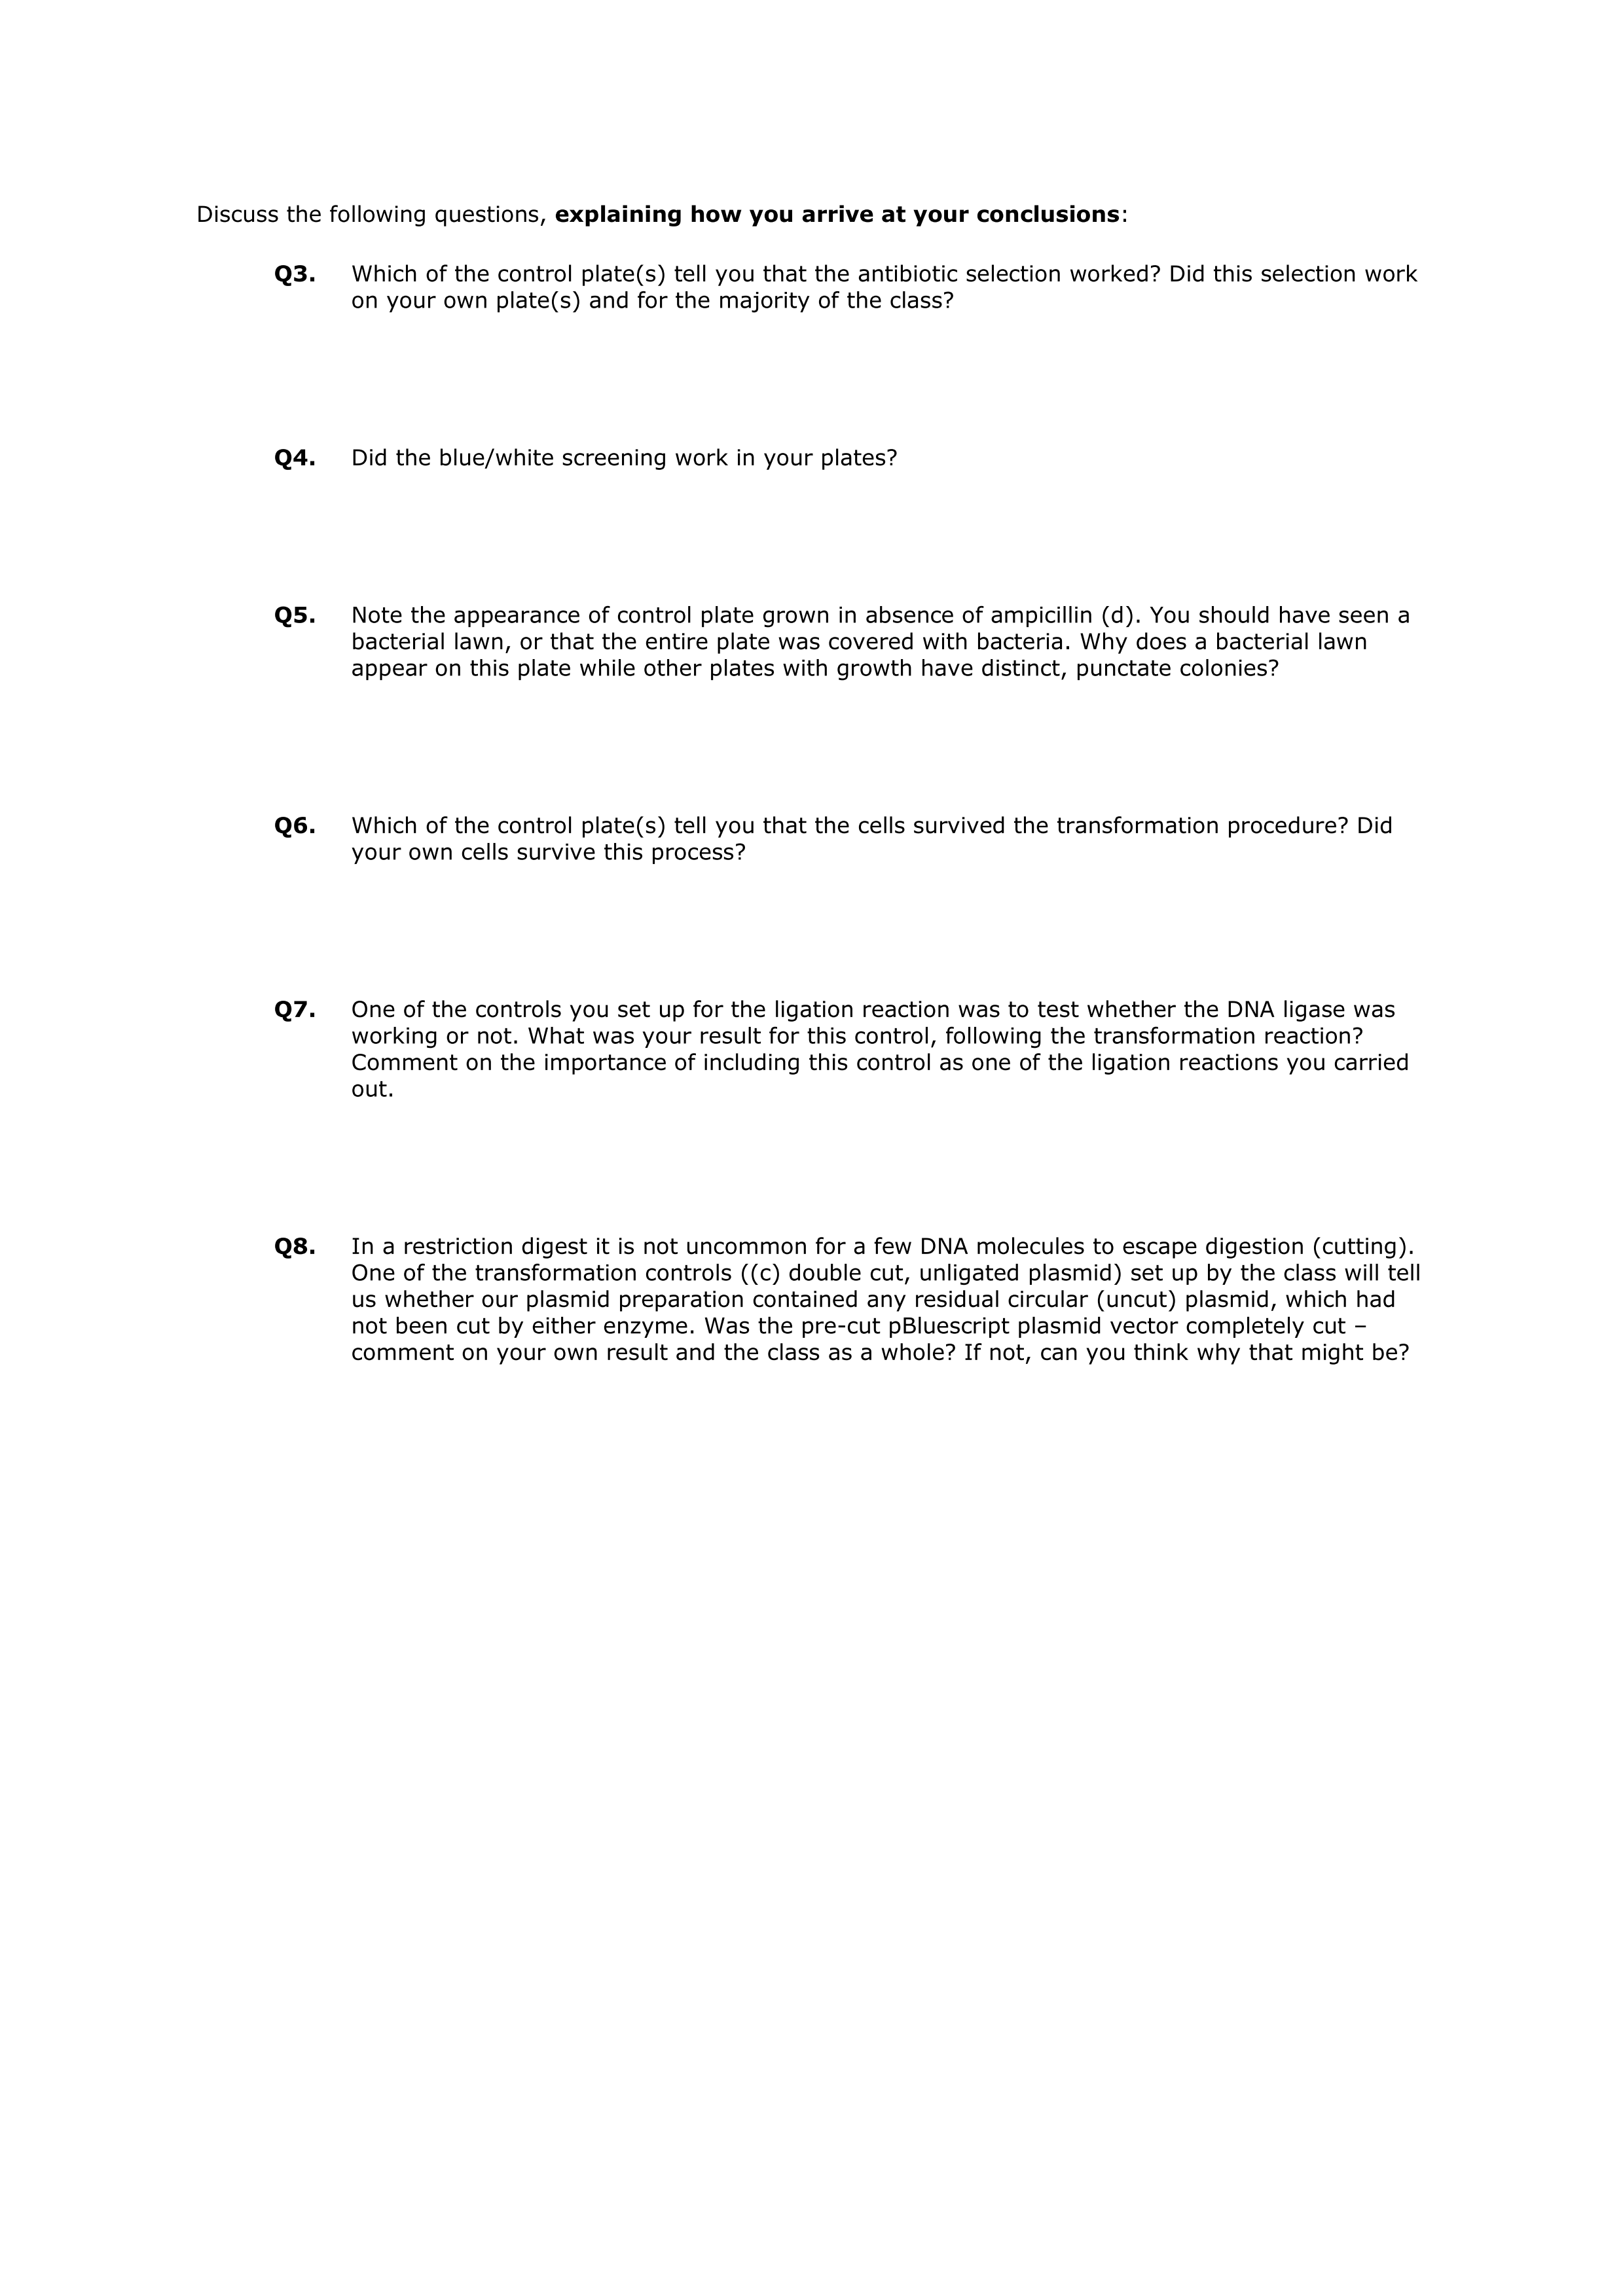 Discuss the following questions, explaining how you arrive at your conclusions:
Q3. Which of the control plate(s) tell you that the antibiotic selection worked? Did this selection work
on your own plate(s) and for the majority of the class?
Q4. Did the blue/white screening work in your plates?
Q5. Note the appearance of control plate grown in absence of ampicillin (d). You should have seen a
bacterial lawn, or that the entire plate was covered with bacteria. Why does a bacterial lawn
appear on this plate while other plates with growth have distinct, punctate colonies?
Q6. Which of the control plate(s) tell you that the cells survived the transformation procedure? Did
your own cells survive this process?
Q7. One of the controls you set up for the ligation reaction was to test whether the DNA ligase was
working or not. What was your result for this control, following the transformation reaction?
Comment on the importance of including this control as one of the ligation reactions you carried
out.
Q8. In a restriction digest it is not uncommon for a few DNA molecules to escape digestion (cutting).
One of the transformation controls ((c) double cut, unligated plasmid) set up by the class will tell
us whether our plasmid preparation contained any residual circular (uncut) plasmid, which had
not been cut by either enzyme. Was the pre-cut pBluescript plasmid vector completely cut –
comment on your own result and the class as a whole? If not, can you think why that might be?